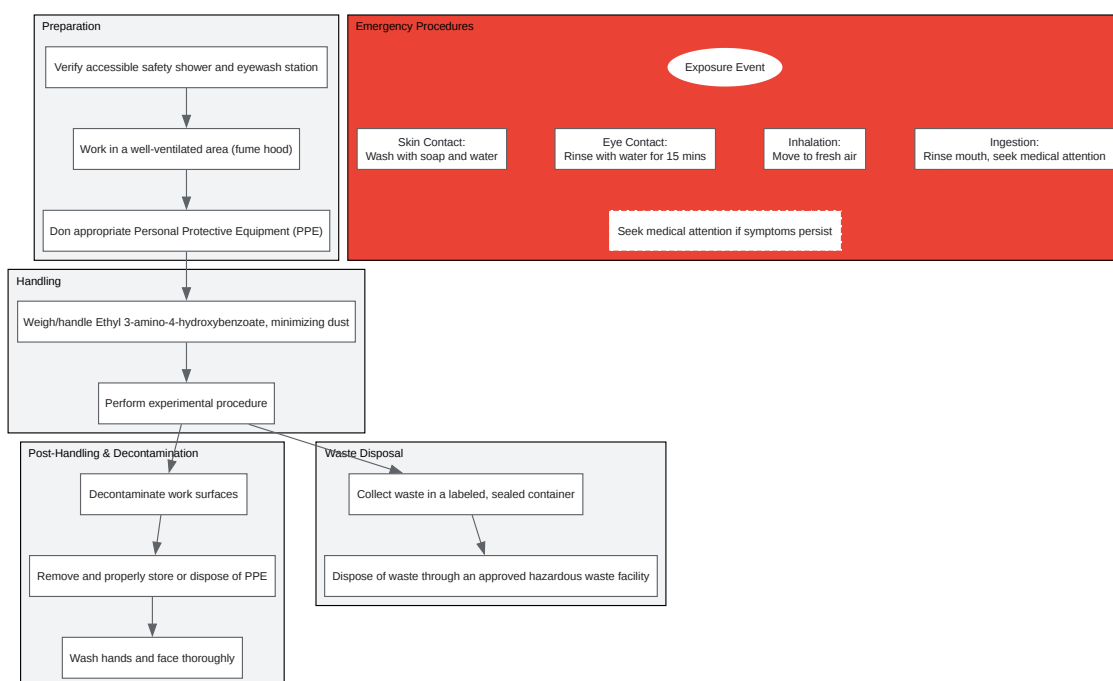 Preparation
Verify accessible safety shower and eyewash station
Work in a well-ventilated area (fume hood)
Don appropriate Personal Protective Equipment (PPE)
Emergency Procedures
Exposure Event
Skin Contact:
Wash with soap and water
Eye Contact:
Rinse with water for 15 mins
Inhalation:
Move to fresh air
Ingestion:
Rinse mouth, seek medical attention
Seek medical attention if symptoms persist
Handling
Weigh/handle Ethyl 3-amino-4-hydroxybenzoate, minimizing dust
Perform experimental procedure
Post-Handling & Decontamination
Decontaminate work surfaces
Remove and properly store or dispose of PPE
Wash hands and face thoroughly
Waste Disposal
Collect waste in a labeled, sealed container
Dispose of waste through an approved hazardous waste facility